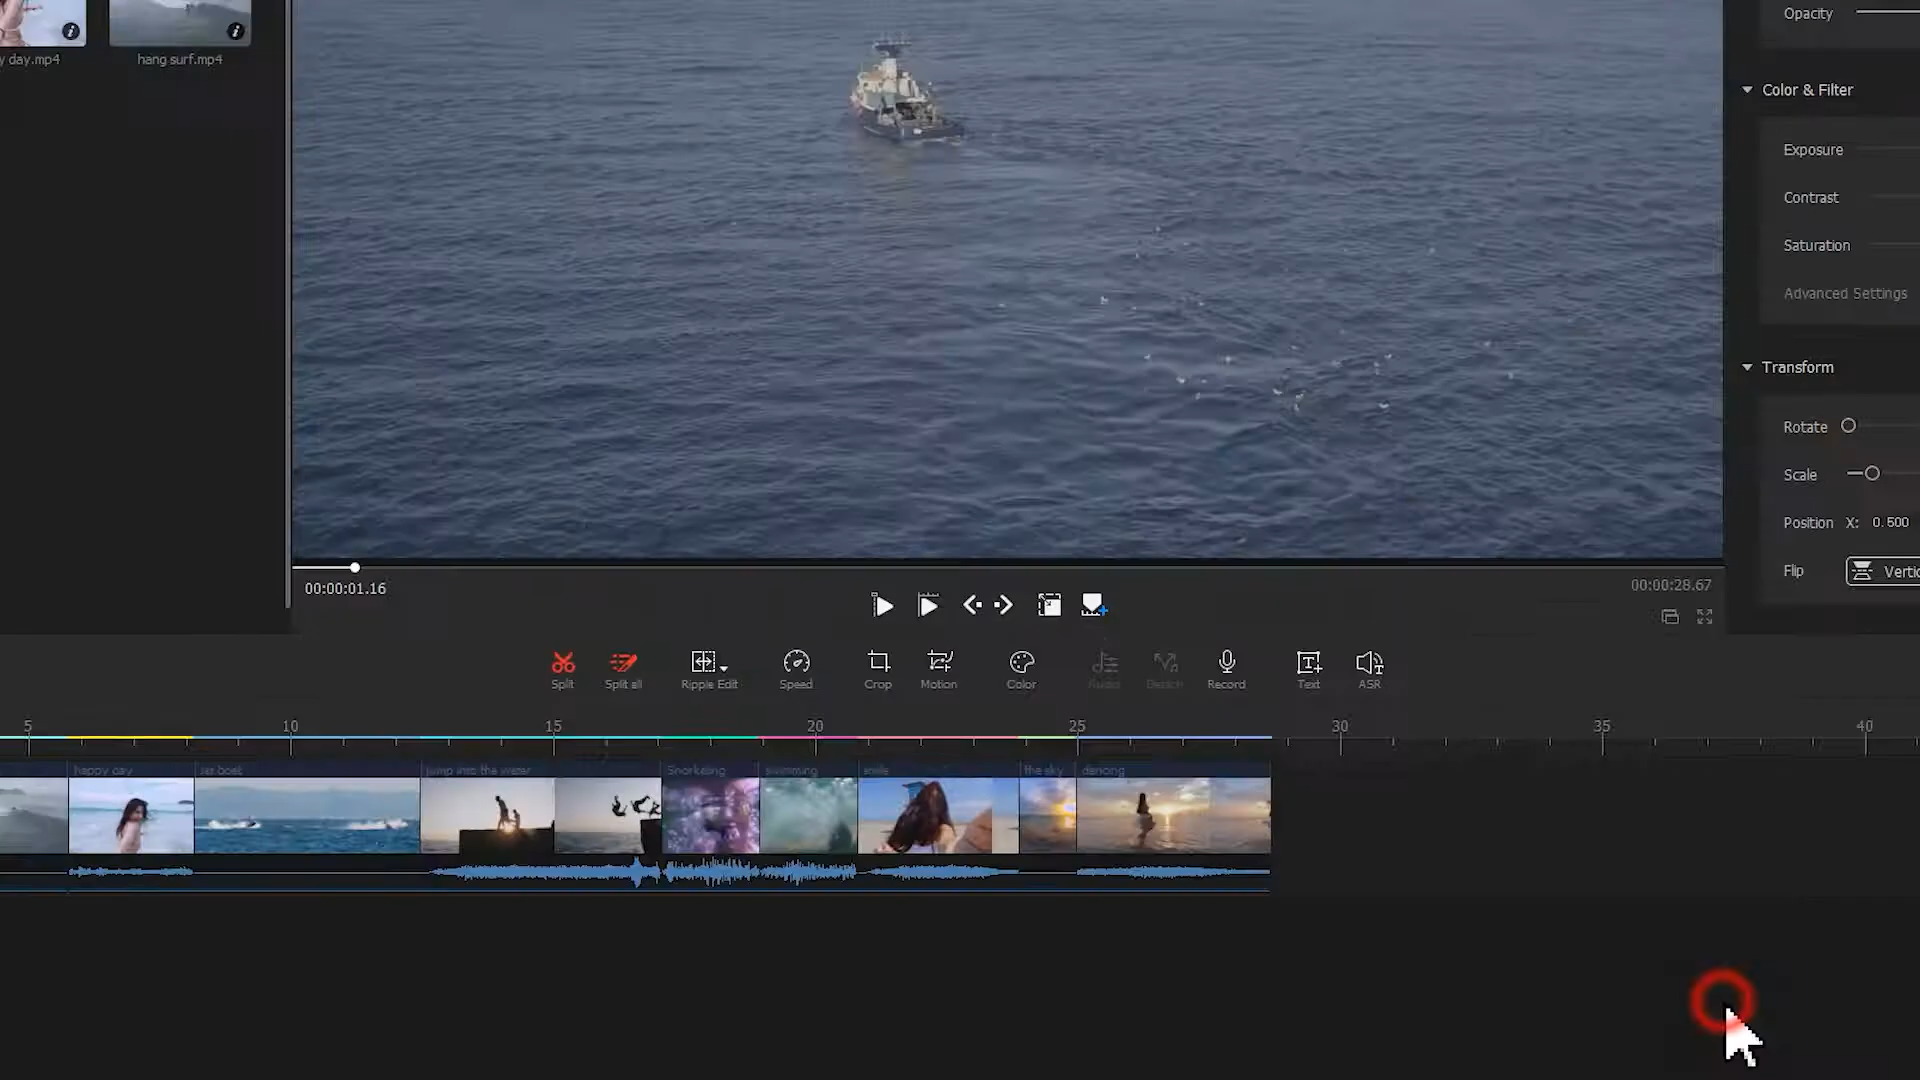 y day.mp4
hang surf.mp4
Opacity
Color & Filter
Exposure
Contrast
Saturation
Advanced Settings
Transform
Rotate
Scale
Position X: 0.500
Flip Vertic
00:00:01.16
00:00:28.67
Split
Split all
Ripple Edit
Speed
Crop
Motion
Color
Audio
Detach
Record
Text
ASR
5
10
15
20
25
30
35
40
happy day
jet boat
jump into the water
Snorkeling
swimming
smile
the sky
dancing